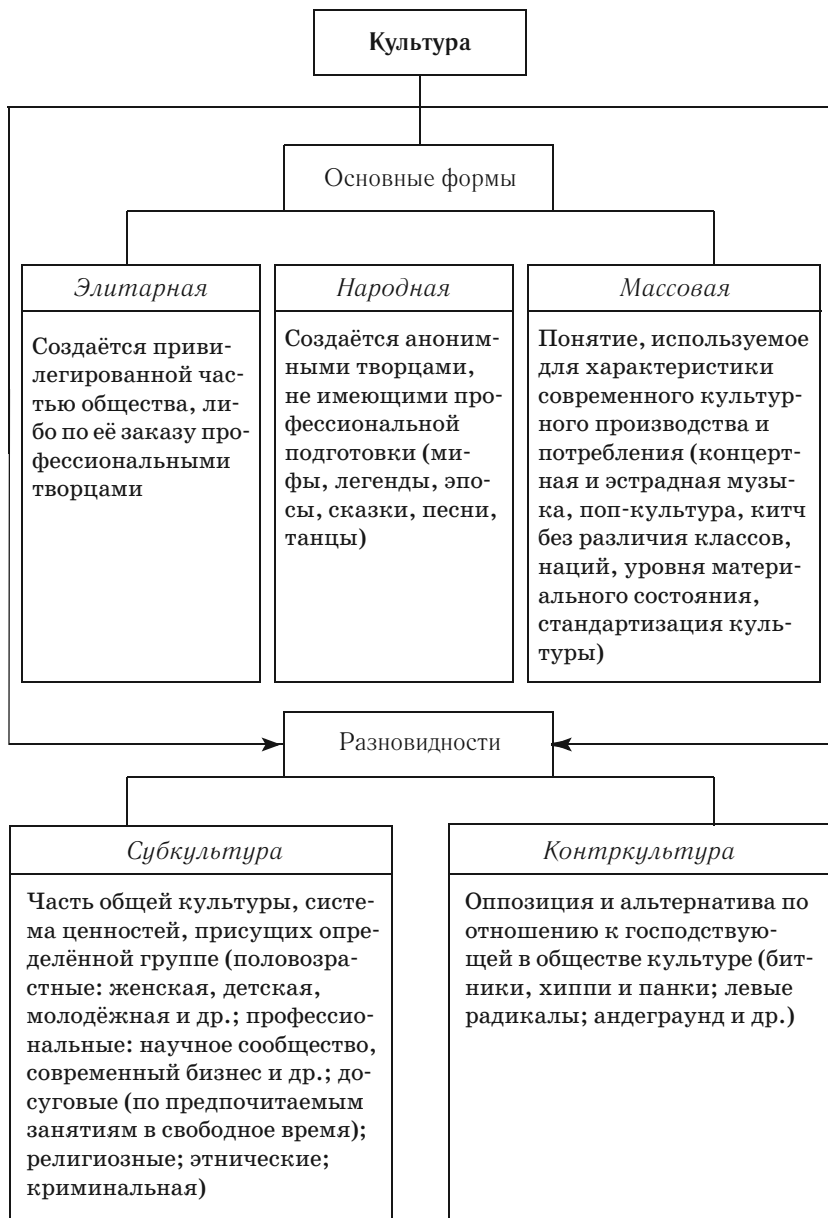 Культура
Основные формы
Элитарная
Создаётся приви-
легированной час-
тью общества, ли-
бо по её заказу про-
фессиональными
творцами
Народная
Создаётся аноним-
ными творцами,
не имеющими про-
фессиональной
подготовки (ми-
фы, легенды, эпо-
сы, сказки, песни,
танцы)
Массовая
Понятие, используемое
для характеристики
современного культур-
ного производства и
потребления (концерт-
ная и эстрадная музы-
ка, поп-культура, китч
без различия классов,
наций, уровня матери-
ального состояния,
стандартизация куль-
туры)
Разновидности
Субкультура
Часть общей культуры, систе-
ма ценностей, присущих опре-
делённой группе (половозра-
стные: женская, детская,
молодёжная и др.; профессио-
нальные: научное сообщество,
современный бизнес и др.; до-
суговые (по предпочитаемым
занятиям в свободное время);
религиозные; этнические;
криминальная)
Контркультура
Оппозиция и альтернатива по
отношению к господствую-
щей в обществе культуре (бит-
ники, хиппи и панки; левые
радикалы; андеграунд и др.)